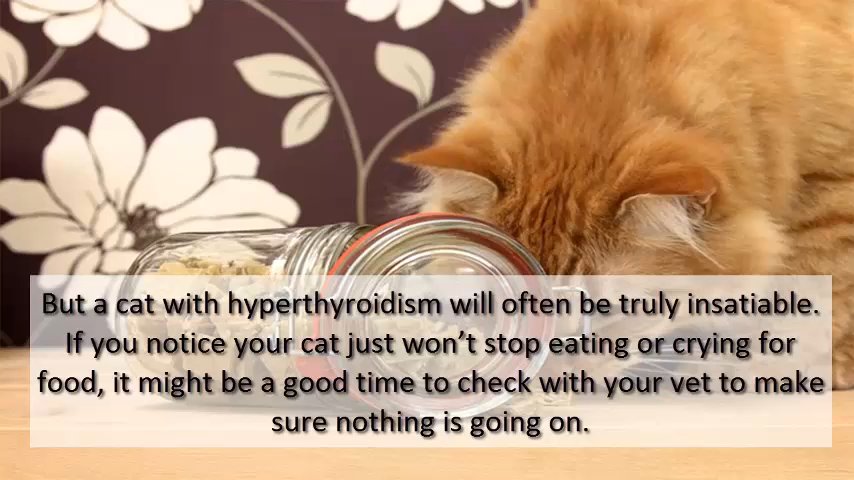 But a cat with hyperthyroidism will often be truly insatiable.
If you notice your cat just won’t stop eating or crying for
food, it might be a good time to check with your vet to make
sure nothing is going on.